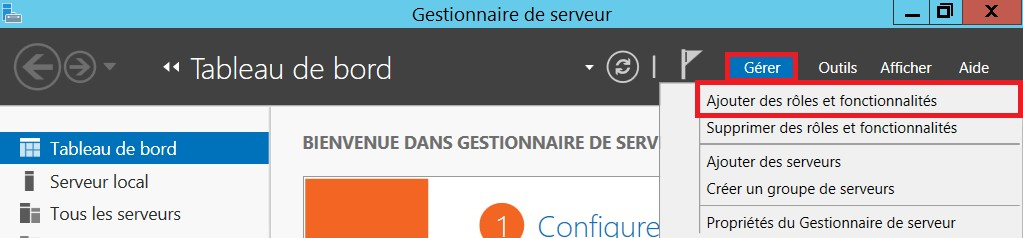 Gestionnaire de serveur
Tableau de bord
Gérer Outils Afficher Aide
Ajouter des rôles et fonctionnalités
Supprimer des rôles et fonctionnalités
Ajouter des serveurs
Créer un groupe de serveurs
Propriétés du Gestionnaire de serveur
Tableau de bord
Serveur local
Tous les serveurs
BIENVENUE DANS GESTIONNAIRE DE SERV
1 Configure